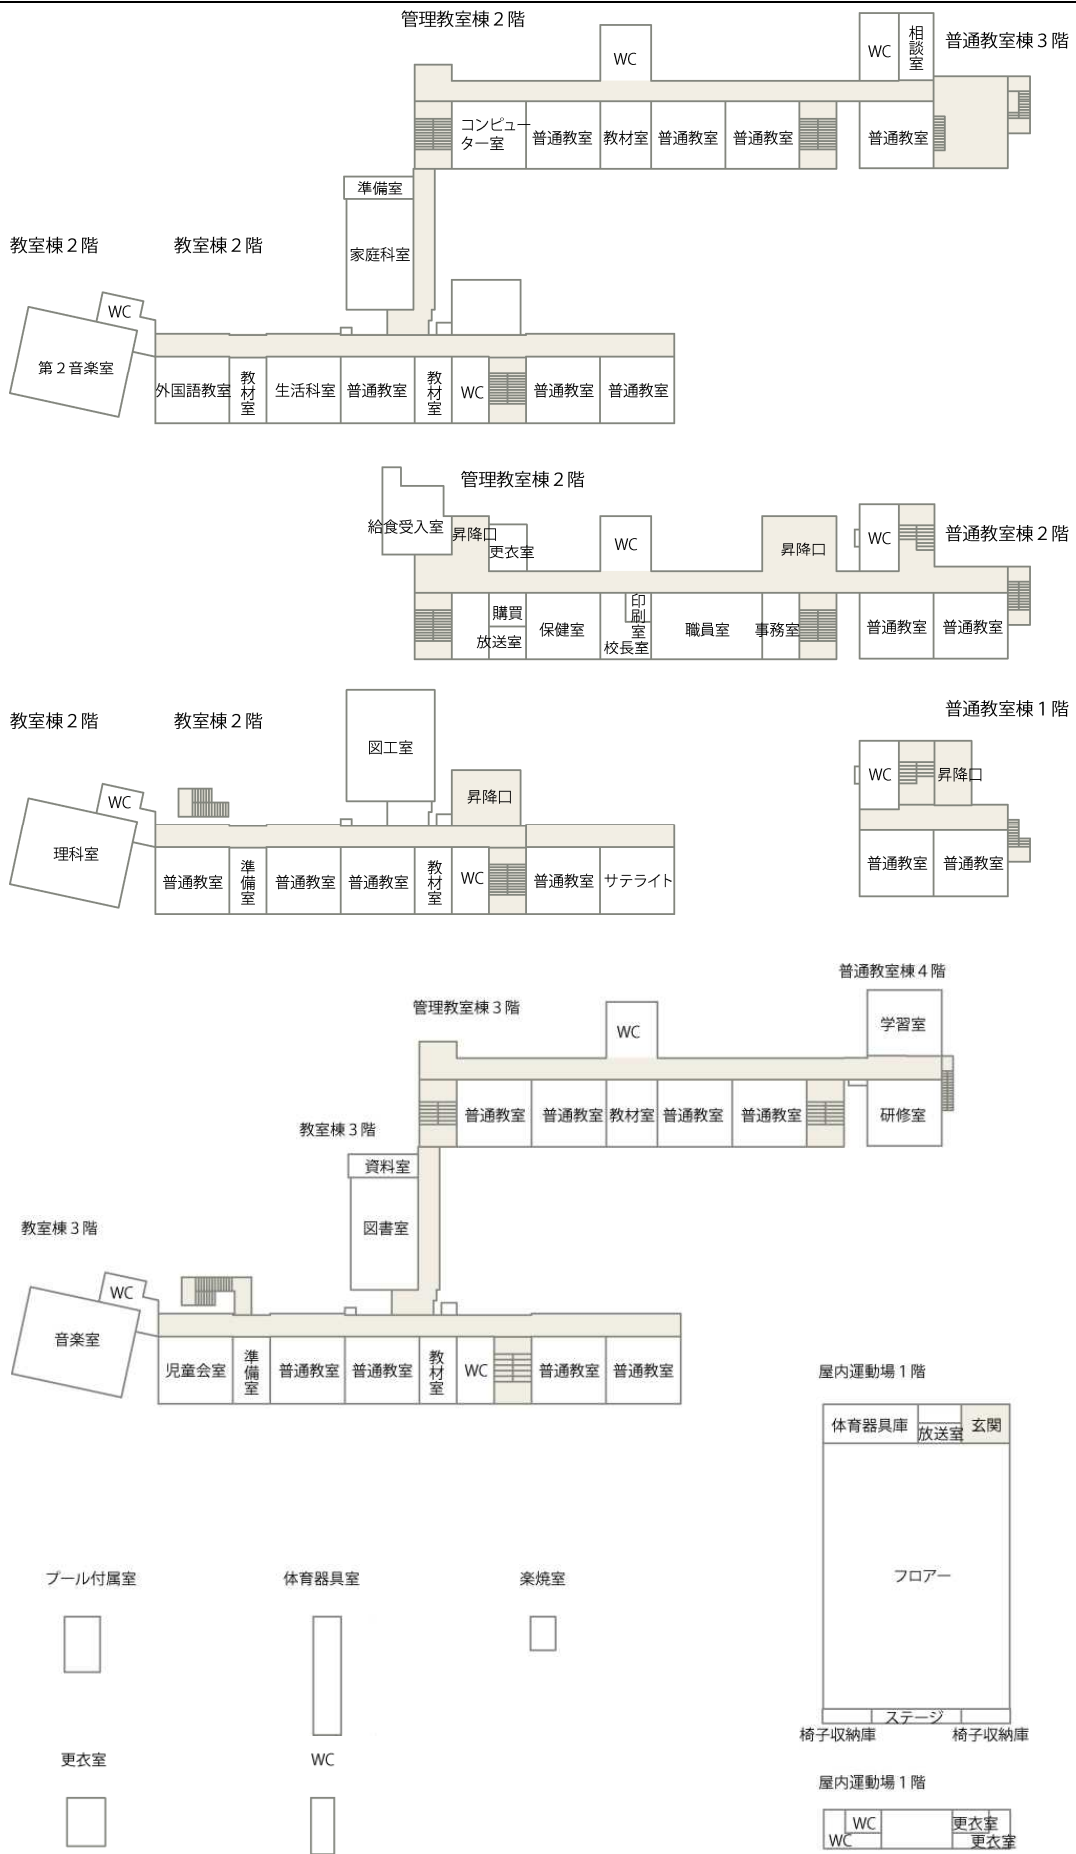 管理教室棟２階
WC
WC
相談室
普通教室棟３階
コンピュー
ター室
普通教室
教材室
普通教室
普通教室
普通教室
準備室
家庭科室
教室棟２階
教室棟２階
WC
第２音楽室
外国語教室
教材室
生活科室
普通教室
教材室
WC
普通教室
普通教室
管理教室棟２階
給食受入室
昇降口
更衣室
WC
昇降口
WC
普通教室棟２階
購買
放送室
保健室
印刷室
校長室
職員室
事務室
普通教室
普通教室
教室棟２階
教室棟２階
図工室
普通教室棟１階
WC
昇降口
WC
昇降口
理科室
普通教室
準備室
普通教室
普通教室
教材室
WC
普通教室
サテライト
普通教室
普通教室
普通教室棟４階
管理教室棟３階
WC
学習室
普通教室
普通教室
教材室
普通教室
普通教室
研修室
教室棟３階
資料室
図書室
教室棟３階
WC
音楽室
児童会室
準備室
普通教室
普通教室
教材室
WC
普通教室
普通教室
屋内運動場１階
体育器具庫
放送室
玄関
フロアー
ステージ
椅子収納庫
椅子収納庫
プール付属室
体育器具室
楽焼室
更衣室
WC
屋内運動場１階
WC
WC
更衣室
更衣室